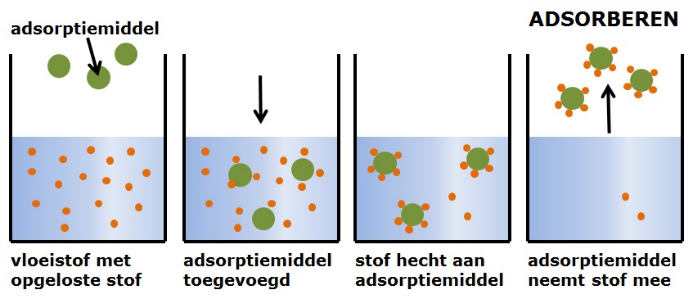 ADSORBEREN
adsorptiemiddel
vloeistof met
opgeloste stof
adsorptiemiddel
toegevoegd
stof hecht aan
adsorptiemiddel
adsorptiemiddel
neemt stof mee